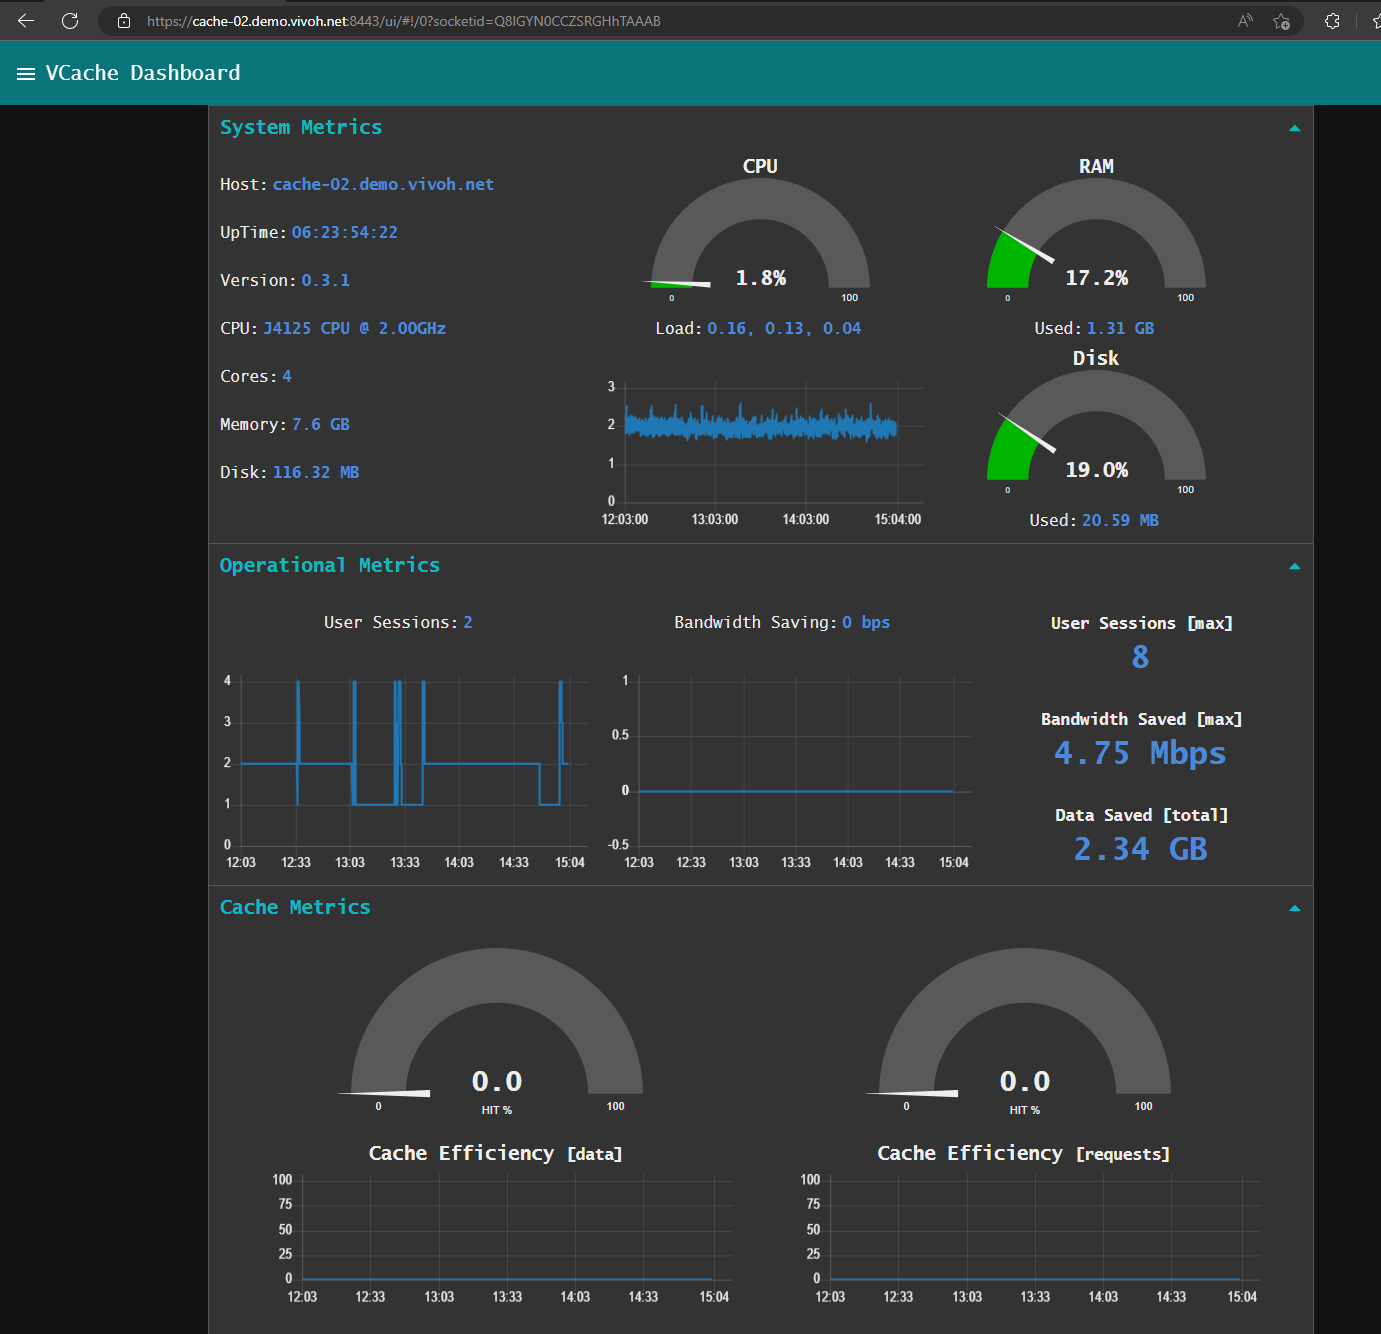 https://cache-02.demo.vivoh.net:8443/ui/#!/0?socketid=Q8IGYN0CCZSRGHhTAAAB
VCache Dashboard
System Metrics
Host: cache-02.demo.vivoh.net
UpTime: 06:23:54:22
Version: 0.3.1
CPU: J4125 CPU @ 2.00GHz
Cores: 4
Memory: 7.6 GB
Disk: 116.32 MB
CPU
1.8%
0 100
Load: 0.16, 0.13, 0.04
3
2
1
0
12:03:00 13:03:00 14:03:00 15:04:00
RAM
17.2%
0 100
Used: 1.31 GB
Disk
19.0%
0 100
Used: 20.59 MB
Operational Metrics
User Sessions: 2
4
3
2
1
0
12:03 12:33 13:03 13:33 14:03 14:33 15:04
Bandwidth Saving: 0 bps
1
0.5
0
-0.5
12:03 12:33 13:03 13:33 14:03 14:33 15:04
User Sessions [max]
8
Bandwidth Saved [max]
4.75 Mbps
Data Saved [total]
2.34 GB
Cache Metrics
0.0
0 HIT % 100
Cache Efficiency [data]
100
75
50
25
0
12:03 12:33 13:03 13:33 14:03 14:33 15:04
0.0
0 HIT % 100
Cache Efficiency [requests]
100
75
50
25
0
12:03 12:33 13:03 13:33 14:03 14:33 15:04